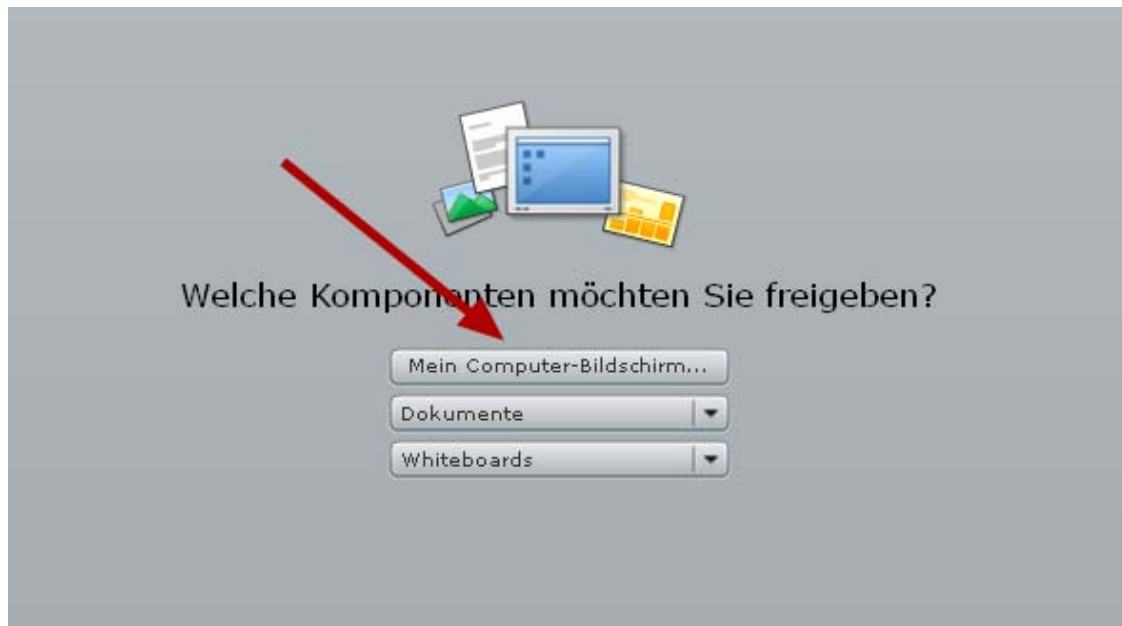 Welche Komponenten möchten Sie freigeben?
Mein Computer-Bildschirm...
Dokumente
Whiteboards